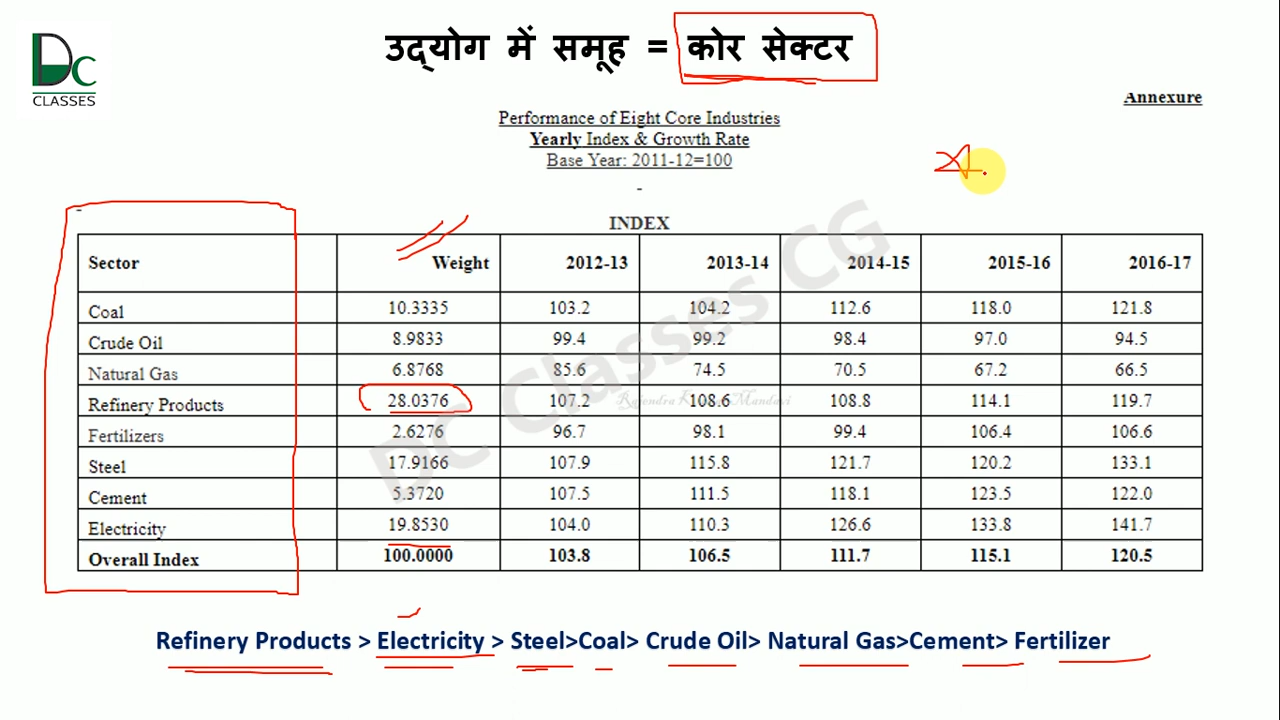 उद्योग में समूह = कोर सेक्टर
DC
CLASSES
Annexure
Performance of Eight Core Industries
Yearly Index & Growth Rate
Base Year: 2011-12=100
-
INDEX
Sector Weight 2012-13 2013-14 2014-15 2015-16 2016-17
Coal 10.3335 103.2 104.2 112.6 118.0 121.8
Crude Oil 8.9833 99.4 99.2 98.4 97.0 94.5
Natural Gas 6.8768 85.6 74.5 70.5 67.2 66.5
Refinery Products 28.0376 107.2 108.6 108.8 114.1 119.7
Fertilizers 2.6276 96.7 98.1 99.4 106.4 106.6
Steel 17.9166 107.9 115.8 121.7 120.2 133.1
Cement 5.3720 107.5 111.5 118.1 123.5 122.0
Electricity 19.8530 104.0 110.3 126.6 133.8 141.7
Overall Index 100.0000 103.8 106.5 111.7 115.1 120.5
DC Classes CG
Refinery Products > Electricity > Steel>Coal> Crude Oil> Natural Gas>Cement> Fertilizer